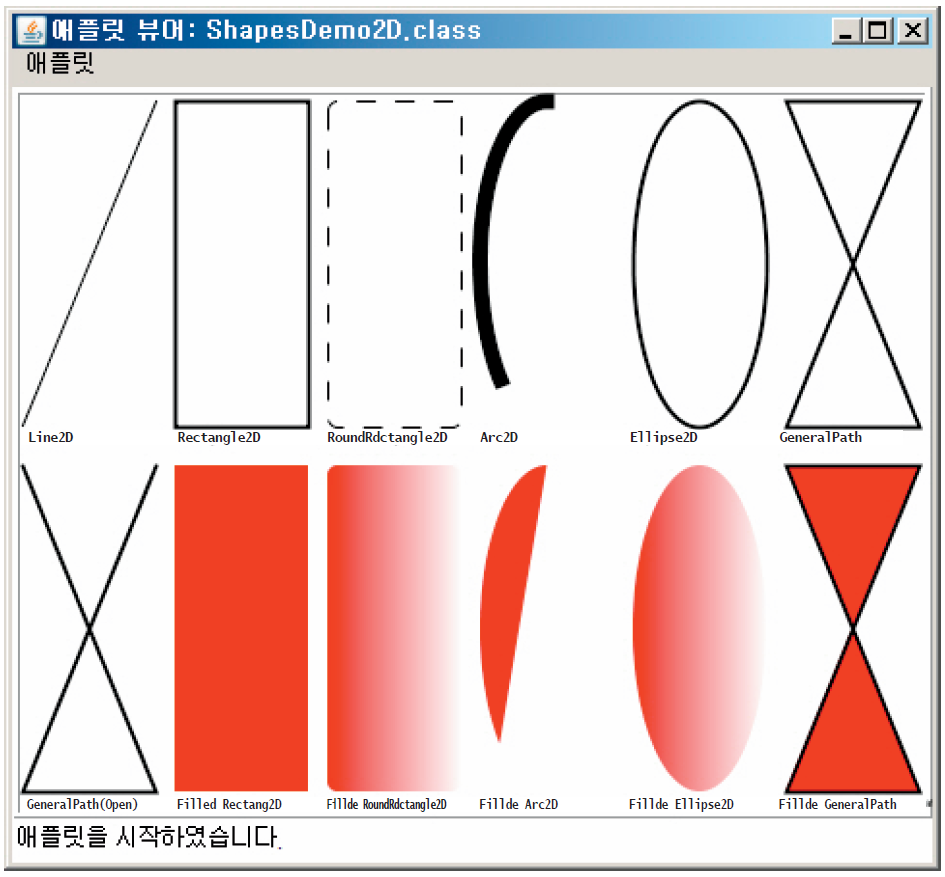 애플릿 뷰어: ShapesDemo2D.class
애플릿
Line2D
Rectangle2D
RoundRdctangle2D
Arc2D
Ellipse2D
GeneralPath
GeneralPath(Open)
Filled Rectang2D
Fillde RoundRdctangle2D
Fillde Arc2D
Fillde Ellipse2D
Fillde GeneralPath
애플릿을 시작하였습니다.